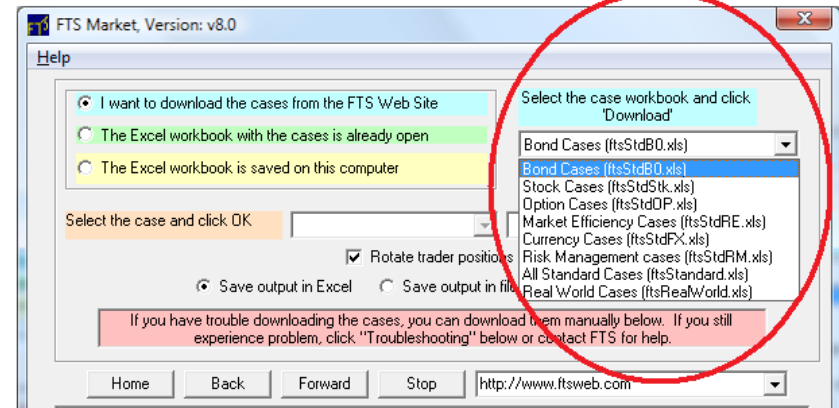 FTS Market, Version: v8.0
Help
I want to download the cases from the FTS Web Site
The Excel workbook with the cases is already open
The Excel workbook is saved on this computer
Select the case workbook and click
'Download'
Bond Cases (ftsStdB0.xls)
Bond Cases (ftsStdB0.xls)
Stock Cases (ftsStdStk.xls)
Option Cases (ftsStdOP.xls)
Market Efficiency Cases (ftsStdRE.xls)
Currency Cases (ftsStdFX.xls)
Risk Management cases (ftsStdRM.xls)
All Standard Cases (ftsStandard.xls)
Real World Cases (ftsRealWorld.xls)
Select the case and click OK
Rotate trader positions
Save output in Excel
Save output in
If you have trouble downloading the cases, you can download them manually below. If you still
experience problem, click "Troubleshooting" below or contact FTS for help.
Home Back Forward Stop http://www.ftsweb.com